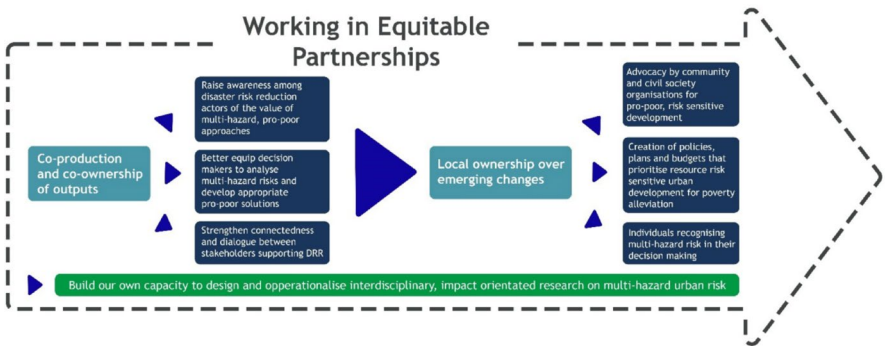 Working in Equitable
Partnerships
Co-production
and co-ownership
of outputs
Raise awareness among
disaster risk reduction
actors of the value of
multi-hazard, pro-poor
approaches
Better equip decision
makers to analyse
multi-hazard risks and
develop appropriate
pro-poor solutions
Strengthen connectedness
and dialogue between
stakeholders supporting DRR
Local ownership over
emerging changes
Advocacy by community
and civil society
organisations for
pro-poor, risk sensitive
development
Creation of policies,
plans and budgets that
prioritise resource risk
sensitive urban
development for poverty
alleviation
Individuals recognising
multi-hazard risk in their
decision making
Build our own capacity to design and opperationalise interdisciplinary, impact orientated research on multi-hazard urban risk